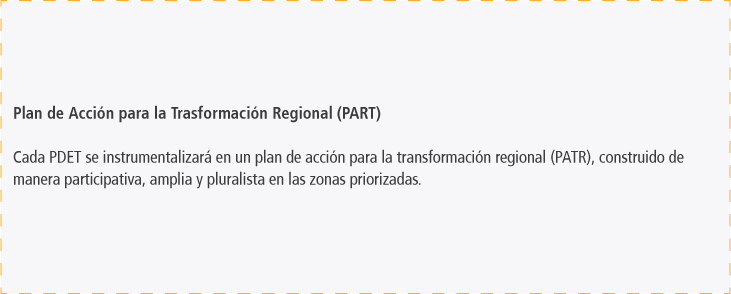 Plan de Acción para la Trasformación Regional (PART)
Cada PDET se instrumentalizará en un plan de acción para la transformación regional (PATR), construido de
manera participativa, amplia y pluralista en las zonas priorizadas.